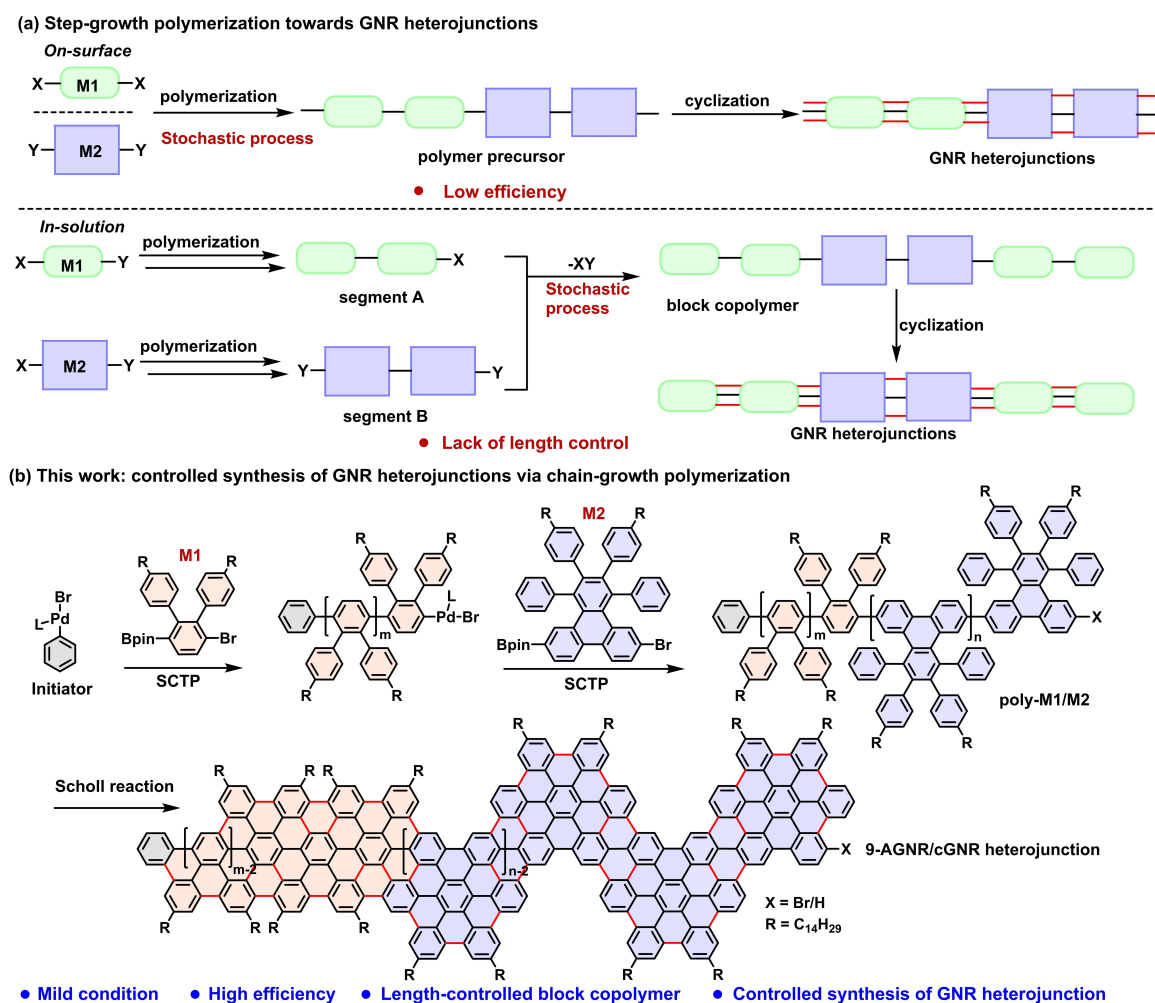 (a) Step-growth polymerization towards GNR heterojunctions
On-surface
X M1 X
polymerization
Stochastic process
Y M2 Y
polymer precursor
cyclization
GNR heterojunctions
• Low efficiency
In-solution
X M1 Y
polymerization
X
segment A
X M2 Y
polymerization
Y Y
segment B
-XY
Stochastic
process
block copolymer
cyclization
GNR heterojunctions
• Lack of length control
(b) This work: controlled synthesis of GNR heterojunctions via chain-growth polymerization
Br
L Pd
Initiator
M1
R R
Bpin Br
SCTP
R R
m
L
Pd Br
R R
M2
R R
Bpin Br
SCTP
R R
R R
m
n
X
R R
R R
poly-M1/M2
Scholl reaction
R R R R
R R
R R
m-2
n-2
X
9-AGNR/cGNR heterojunction
R R R R
R R
R R
X = Br/H
R = C14H29
• Mild condition
• High efficiency
• Length-controlled block copolymer
• Controlled synthesis of GNR heterojunction